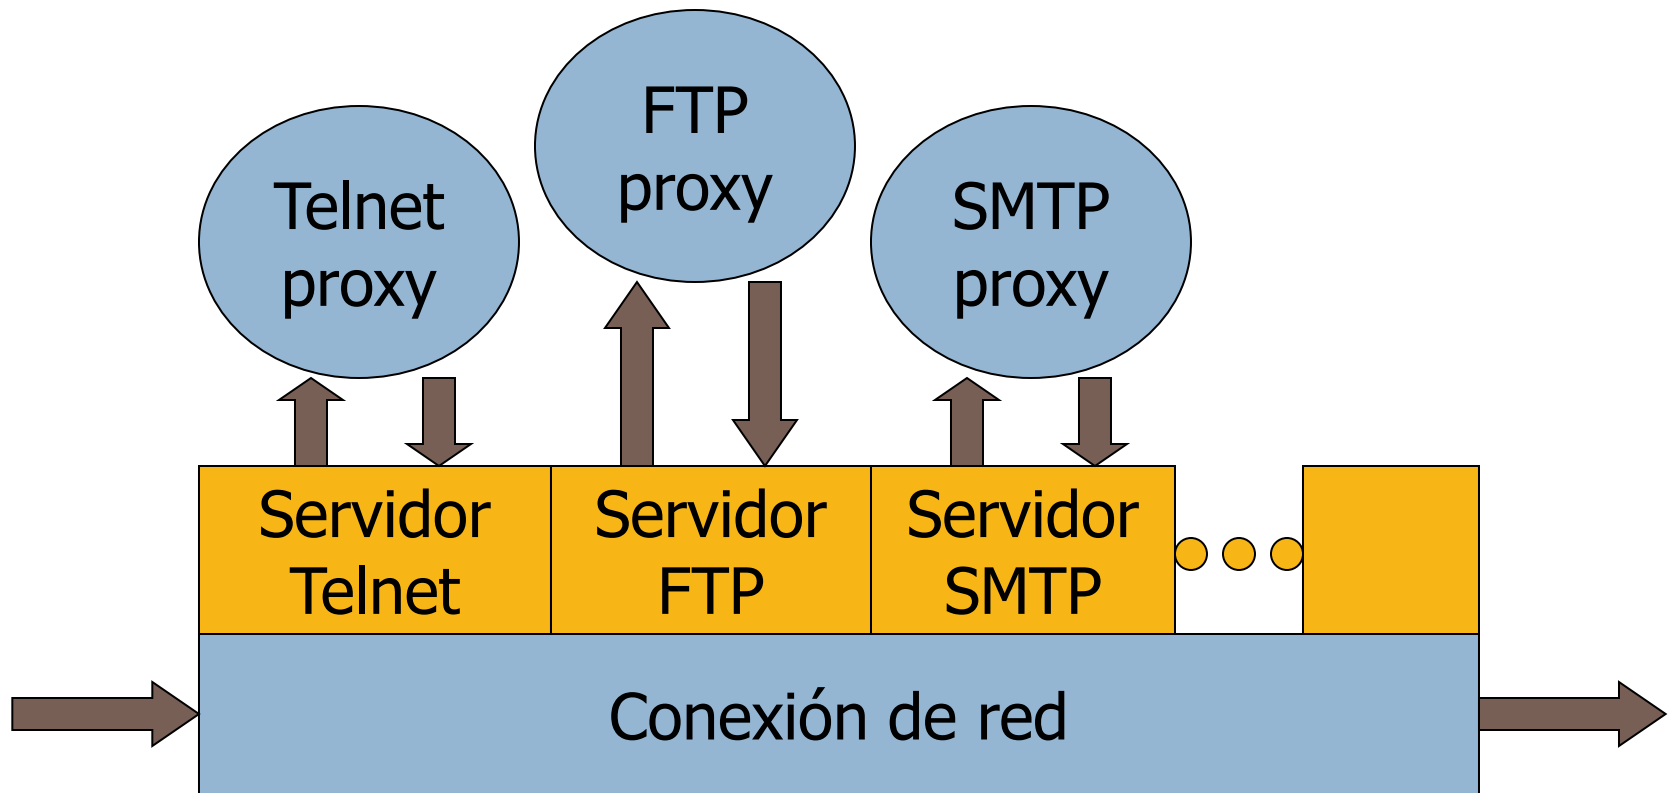 FTP
proxy
Telnet
proxy
SMTP
proxy
Servidor
Telnet
Servidor
FTP
Servidor
SMTP
Conexión de red